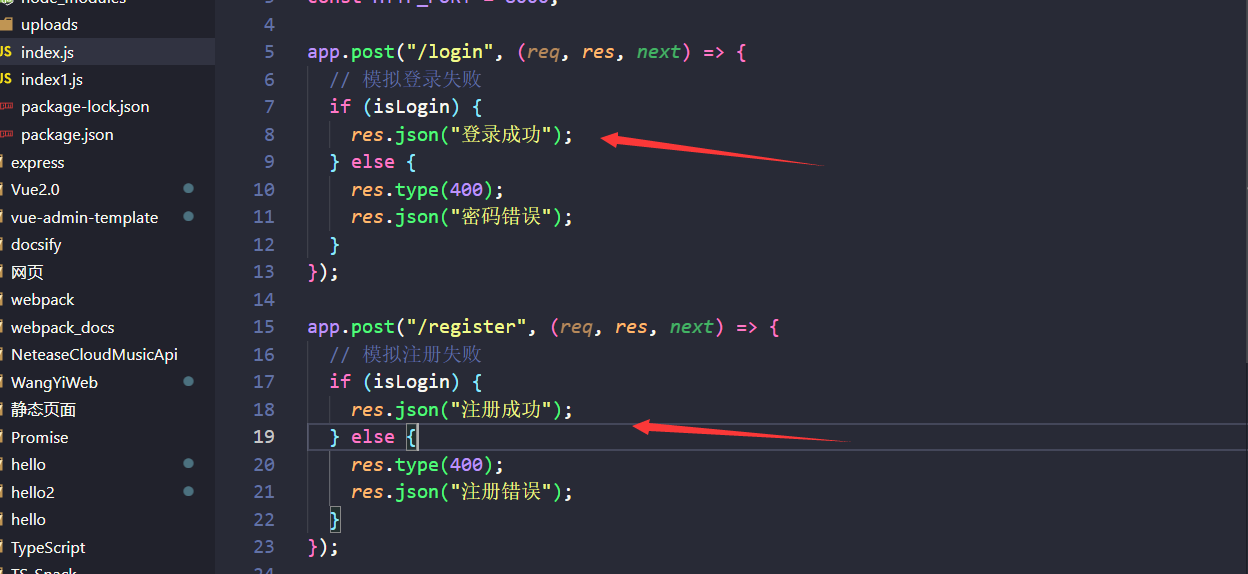 node_modules
uploads
JS index.js
JS index1.js
package-lock.json
package.json
express
Vue2.0
vue-admin-template
docsify
网页
webpack
webpack_docs
NeteaseCloudMusicApi
WangYiWeb
静态页面
Promise
hello
hello2
hello
TypeScript
4
5 app.post("/login", (req, res, next) => {
6 // 模拟登录失败
7 if (isLogin) {
8 res.json("登录成功");
9 } else {
10 res.type(400);
11 res.json("密码错误");
12 }
13 });
14
15 app.post("/register", (req, res, next) => {
16 // 模拟注册失败
17 if (isLogin) {
18 res.json("注册成功");
19 } else {
20 res.type(400);
21 res.json("注册错误");
22 }
23 });